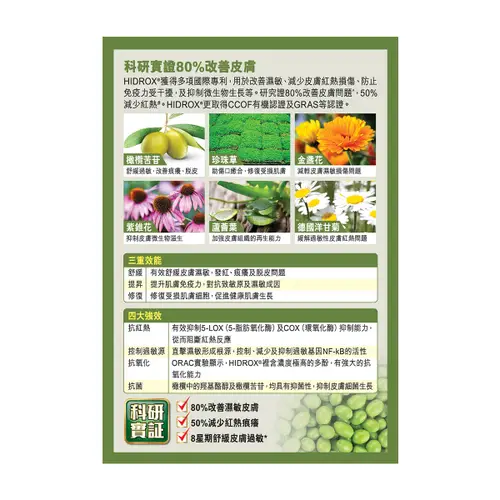 科研實證80%改善皮膚
HIDROX®獲得多項國際專利，用於改善濕敏、減少皮膚紅熱損傷、防止
免疫力受干擾，及抑制微生物生長等。研究證80%改善皮膚問題*，50%
減少紅熱#。HIDROX®更取得CCOF有機認證及GRAS等認證。
橄欖苦苷 珍珠草 金盞花
舒緩過敏，改善痕癢、脫皮 助傷口癒合，修復受損肌膚 減輕皮膚濕敏損傷問題
紫錐花 蘆薈葉 德國洋甘菊
抑制皮膚微生物滋生 加強皮膚組織的再生能力 緩解過敏性皮膚紅熱問題
三重效能
舒緩 有效舒緩皮膚濕敏、發紅、痕癢及脫皮問題
提昇 提升肌膚免疫力，對抗致敏原及濕敏成因
修復 修復受損肌膚細胞，促進健康肌膚生長
四大強效
抗紅熱 有效抑制5-LOX (5-脂肪氧化酶) 及COX (環氧化酶) 抑制能力，
從而阻斷紅熱反應
控制過敏源 直擊濕敏形成根源，控制、減少及抑制過敏基因NF-kB的活性
抗氧化 ORAC實驗顯示，HIDROX®裡含濃度極高的多酚，有強大的抗
氧化能力
抗菌 橄欖中的羥基酪醇及橄欖苦苷，均具有抑菌性，抑制皮膚細菌生長
科研
實証
80%改善濕敏皮膚
50%減少紅熱痕癢
8星期舒緩皮膚過敏*